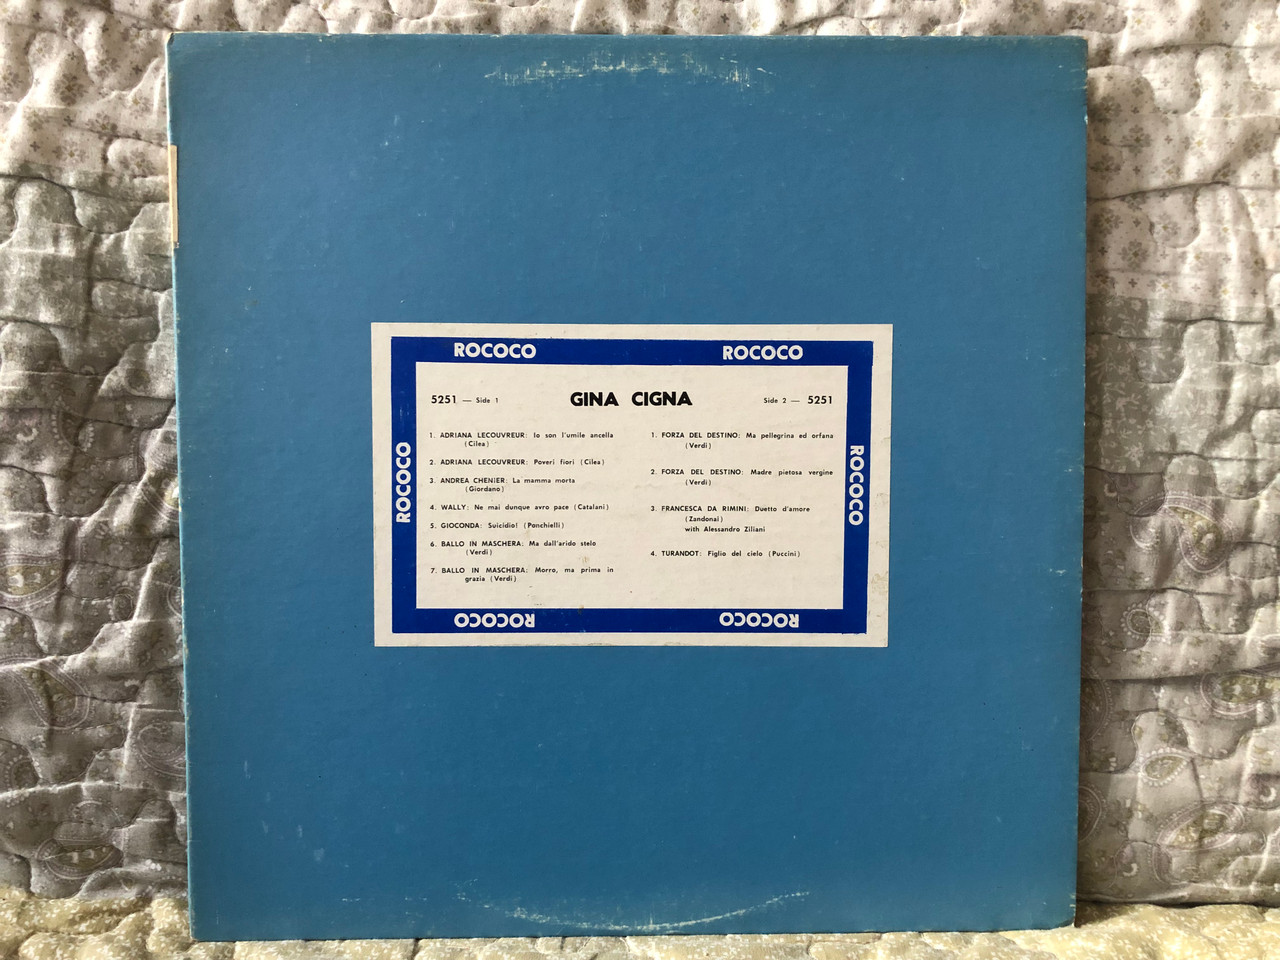 ROCOCO ROCOCO
5251 — Side 1 GINA CIGNA Side 2 — 5251
1. ADRIANA LECOUVREUR: Io son l'umile ancella
(Cilea)
2. ADRIANA LECOUVREUR: Poveri fiori (Cilea)
3. ANDREA CHENIER: La mamma morta
(Giordano)
4. WALLY: Ne mai dunque avro pace (Catalani)
5. GIOCONDA: Suicidio! (Ponchielli)
6. BALLO IN MASCHERA: Ma dall'arido stelo
(Verdi)
7. BALLO IN MASCHERA: Morro, ma prima in
grazia (Verdi)
1. FORZA DEL DESTINO: Ma pellegrina ed orfana
(Verdi)
2. FORZA DEL DESTINO: Madre pietosa vergine
(Verdi)
3. FRANCESCA DA RIMINI: Duetto d'amore
(Zandonai)
with Alessandro Ziliani
4. TURANDOT: Figlio del cielo (Puccini)
ROCOCO
ROCOCO
ROCOCO ROCOCO